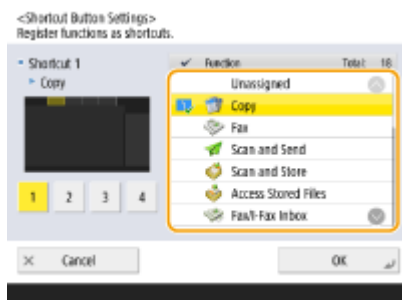 <Shortcut Button Settings>
Register functions as shortcuts.
Shortcut 1
Copy
1 2 3 4
Function Total: 18
Unassigned
Copy
Fax
Scan and Send
Scan and Store
Access Stored Files
Fax/I-Fax Inbox
Cancel
OK